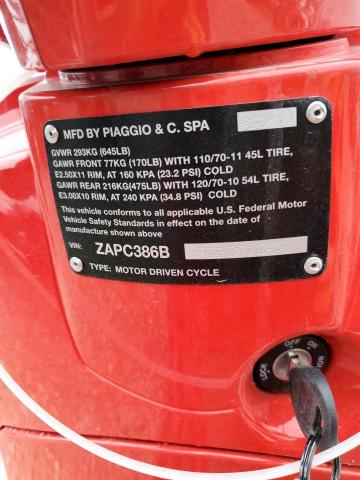 MFD BY PIAGGIO & C. SPA
GVWR 293KG (645LB)
GAWR FRONT 77KG (170LB) WITH 110/70-11 45L TIRE,
E2.50X11 RIM, AT 160 KPA (23.2 PSI) COLD
GAWR REAR 216KG(475LB) WITH 120/70-10 54L TIRE,
E3.00X10 RIM, AT 240 KPA (34.8 PSI) COLD
This vehicle conforms to all applicable U.S. Federal Motor
Vehicle Safety Standards in effect on the date of
manufacture shown above
VIN: ZAPC386B
TYPE: MOTOR DRIVEN CYCLE
LOCK OFF ON